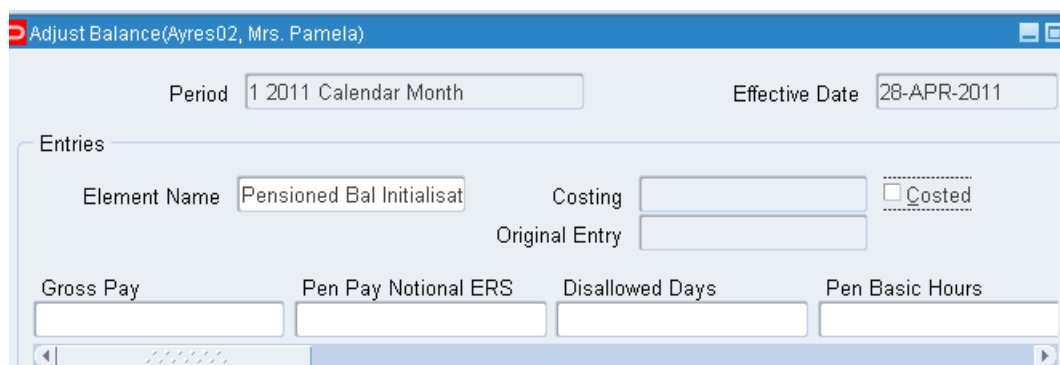 Adjust Balance(Ayres02, Mrs. Pamela)
Period 1 2011 Calendar Month Effective Date 28-APR-2011
Entries
Element Name Pensioned Bal Initialisat Costing Costed
Original Entry
Gross Pay Pen Pay Notional ERS Disallowed Days Pen Basic Hours